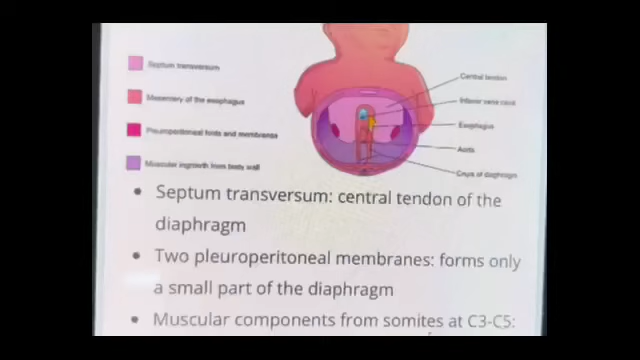 Septum transversum
Mesentery of the esophagus
Pleuroperitoneal folds and membranes
Muscular ingrowth from body wall
Central tendon
Inferior vena cava
Esophagus
Aorta
Crura of diaphragm
• Septum transversum: central tendon of the
diaphragm
• Two pleuroperitoneal membranes: forms only
a small part of the diaphragm
• Muscular components from somites at C3-C5: